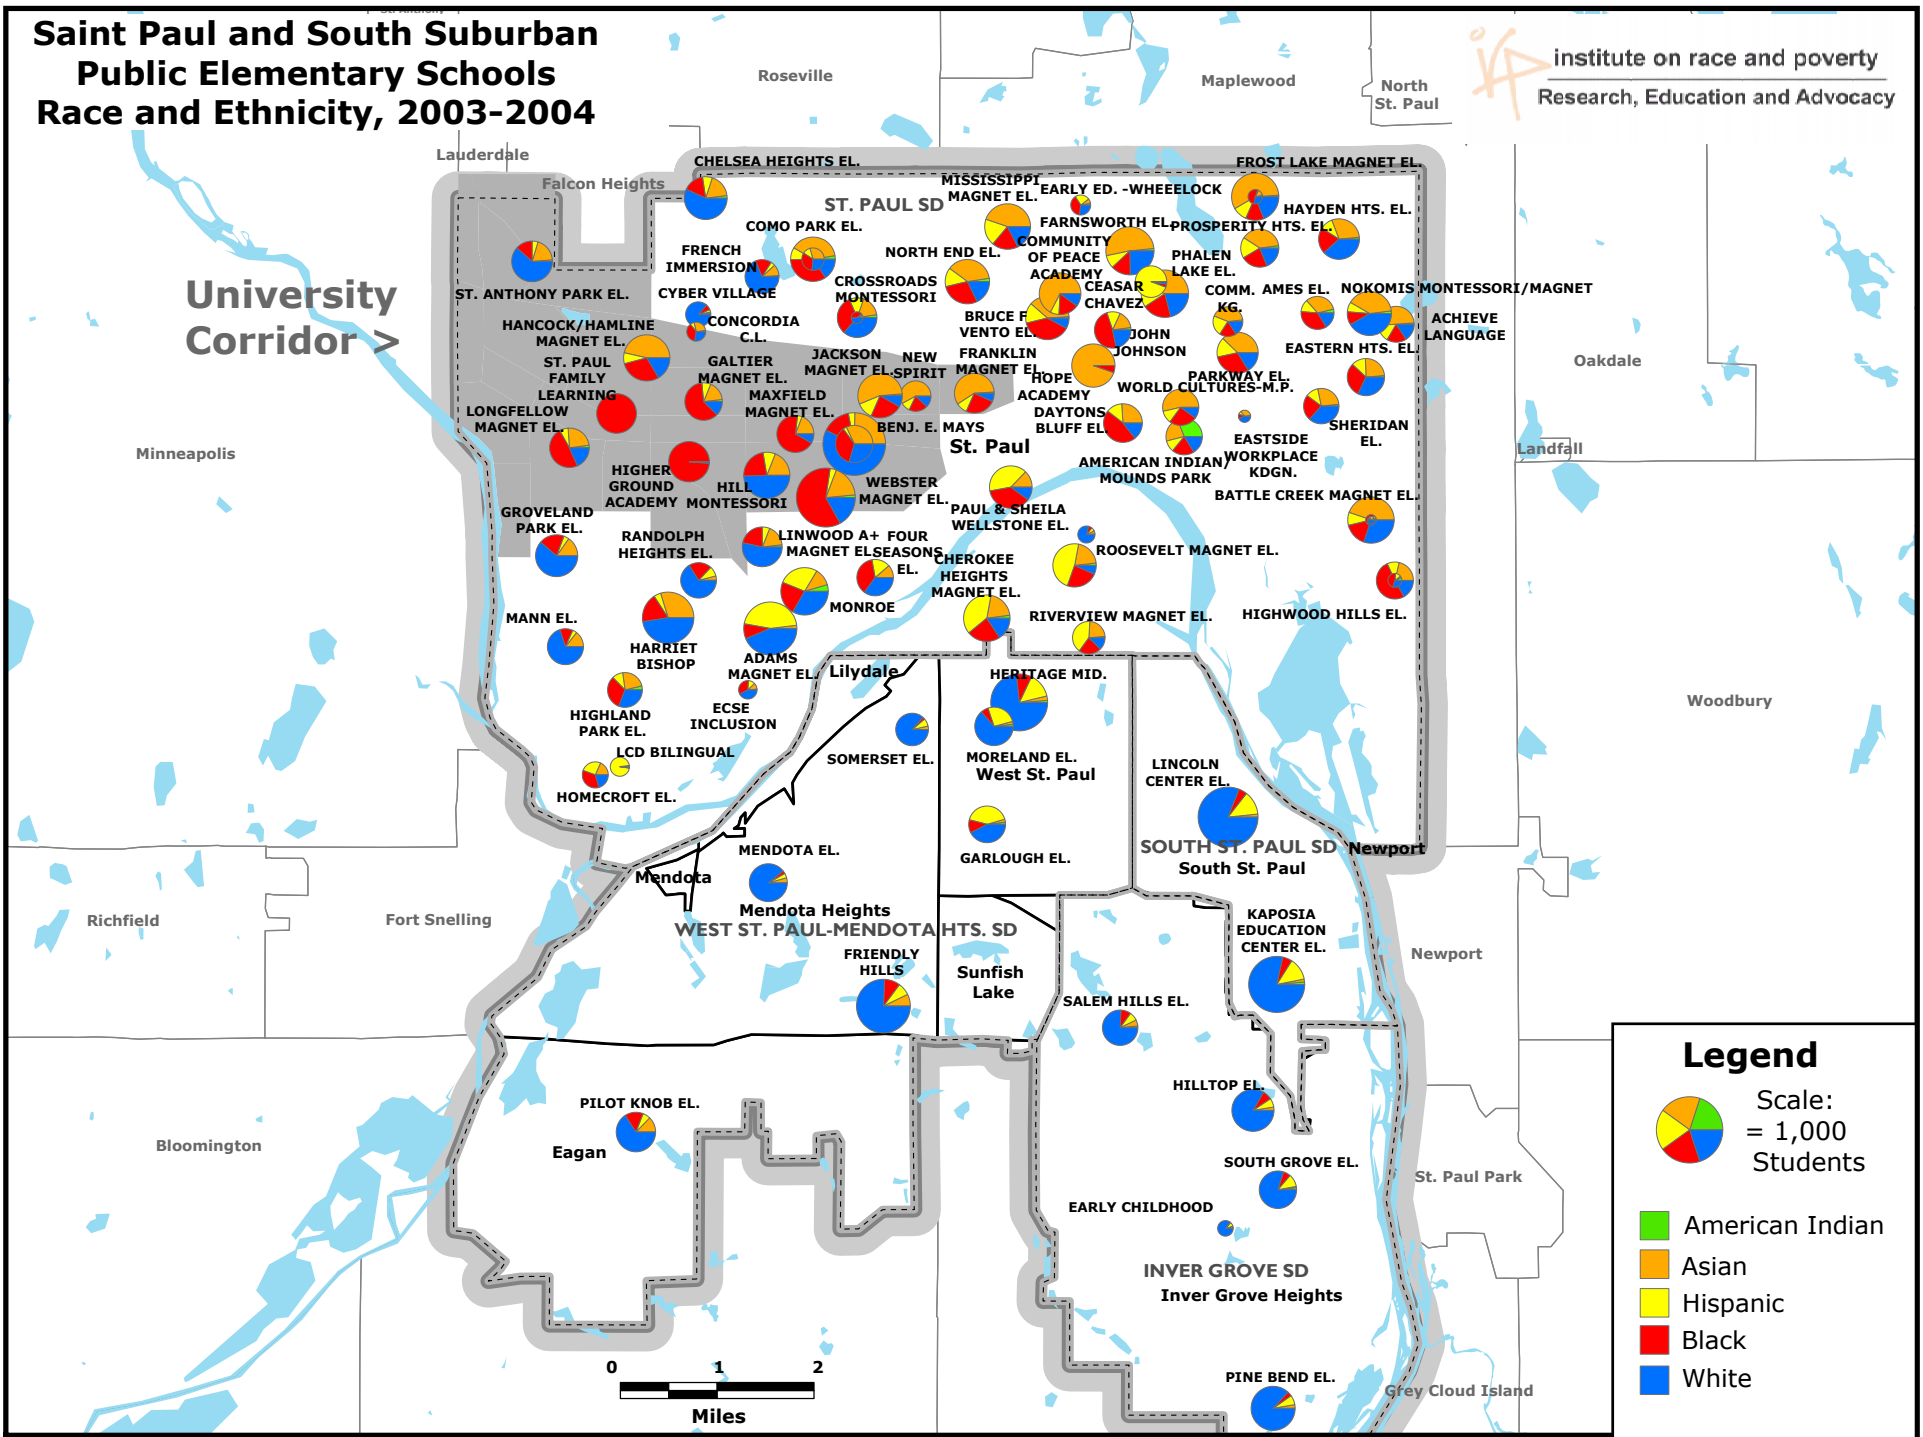 Saint Paul and South Suburban
Public Elementary Schools
Race and Ethnicity, 2003-2004
institute on race and poverty
Research, Education and Advocacy
Roseville
Maplewood
North
St. Paul
Lauderdale
Falcon Heights
CHELSEA HEIGHTS EL.
FROST LAKE MAGNET EL.
MISSISSIPPI
MAGNET EL.
EARLY ED. -WHEEELOCK
ST. PAUL SD
HAYDEN HTS. EL.
COMO PARK EL.
FARNSWORTH EL.
PROSPERITY HTS. EL.
FRENCH
IMMERSION
NORTH END EL.
COMMUNITY
OF PEACE
ACADEMY
PHALEN
LAKE EL.
University
Corridor >
ST. ANTHONY PARK EL.
CYBER VILLAGE
CROSSROADS
MONTESSORI
CEASAR
CHAVEZ
COMM.
KG.
AMES EL.
NOKOMIS MONTESSORI/MAGNET
ACHIEVE
LANGUAGE
HANCOCK/HAMLINE
MAGNET EL.
CONCORDIA
C.L.
BRUCE F
VENTO EL.
JOHN
JOHNSON
EASTERN HTS. EL.
Oakdale
ST. PAUL
FAMILY
LEARNING
GALTIER
MAGNET EL.
JACKSON
MAGNET EL.
NEW
SPIRIT
FRANKLIN
MAGNET EL.
HOPE
ACADEMY
PARKWAY EL.
WORLD CULTURES-M.P.
LONGFELLOW
MAGNET EL.
MAXFIELD
MAGNET EL.
BENJ. E. MAYS
DAYTONS
BLUFF EL.
SHERIDAN
EL.
St. Paul
EASTSIDE
WORKPLACE
KDGN.
Landfall
Minneapolis
HIGHER
GROUND
ACADEMY
HILL
MONTESSORI
WEBSTER
MAGNET EL.
AMERICAN INDIAN/
MOUNDS PARK
BATTLE CREEK MAGNET EL.
GROVELAND
PARK EL.
RANDOLPH
HEIGHTS EL.
PAUL & SHEILA
WELLSTONE EL.
LINWOOD A+
MAGNET EL.
FOUR
SEASONS
EL.
CHEROKEE
HEIGHTS
MAGNET EL.
ROOSEVELT MAGNET EL.
MANN EL.
MONROE
RIVERVIEW MAGNET EL.
HIGHWOOD HILLS EL.
HARRIET
BISHOP
ADAMS
MAGNET EL.
Lilydale
HERITAGE MID.
HIGHLAND
PARK EL.
ECSE
INCLUSION
Woodbury
LCD BILINGUAL
HOMECROFT EL.
SOMERSET EL.
MORELAND EL.
West St. Paul
LINCOLN
CENTER EL.
MENDOTA EL.
Mendota
GARLOUGH EL.
SOUTH ST. PAUL SD
South St. Paul
Newport
Richfield
Fort Snelling
Mendota Heights
WEST ST. PAUL-MENDOTA HTS. SD
KAPOSIA
EDUCATION
CENTER EL.
FRIENDLY
HILLS
Sunfish
Lake
Newport
SALEM HILLS EL.
HILLTOP EL.
PILOT KNOB EL.
Eagan
Bloomington
SOUTH GROVE EL.
EARLY CHILDHOOD
St. Paul Park
INVER GROVE SD
Inver Grove Heights
PINE BEND EL.
Grey Cloud Island
0 1 2
Miles
Legend
Scale:
= 1,000
Students
American Indian
Asian
Hispanic
Black
White